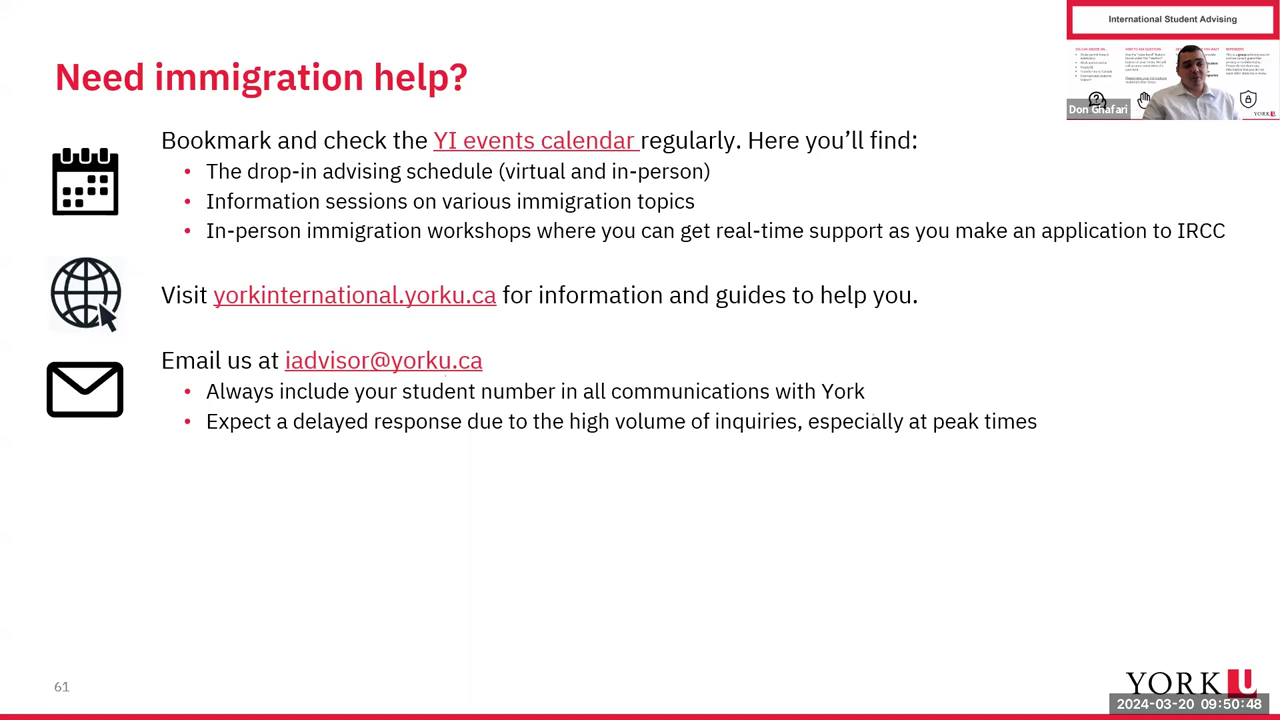 International Student Advising
Need immigration help?
Don Ghafari
Bookmark and check the YI events calendar regularly. Here you’ll find:
• The drop-in advising schedule (virtual and in-person)
• Information sessions on various immigration topics
• In-person immigration workshops where you can get real-time support as you make an application to IRCC
Visit yorkinternational.yorku.ca for information and guides to help you.
Email us at iadvisor@yorku.ca
• Always include your student number in all communications with York
• Expect a delayed response due to the high volume of inquiries, especially at peak times
61
YORK U
2024-03-20 09:50:48